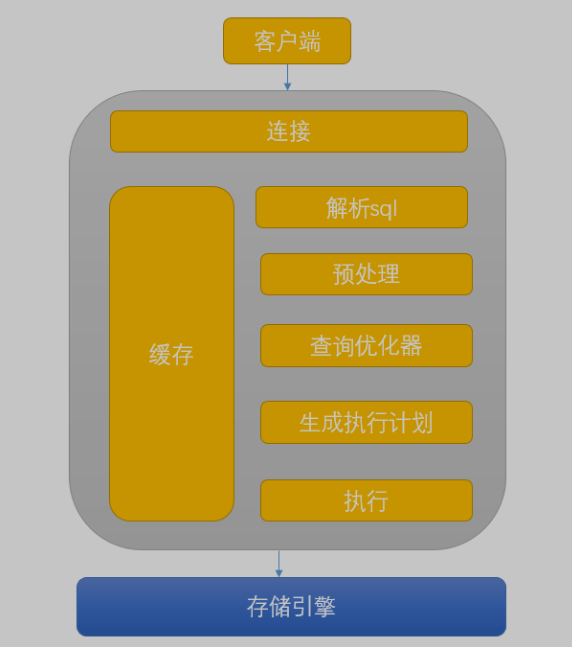 客户端
连接
缓存
解析sql
预处理
查询优化器
生成执行计划
执行
存储引擎